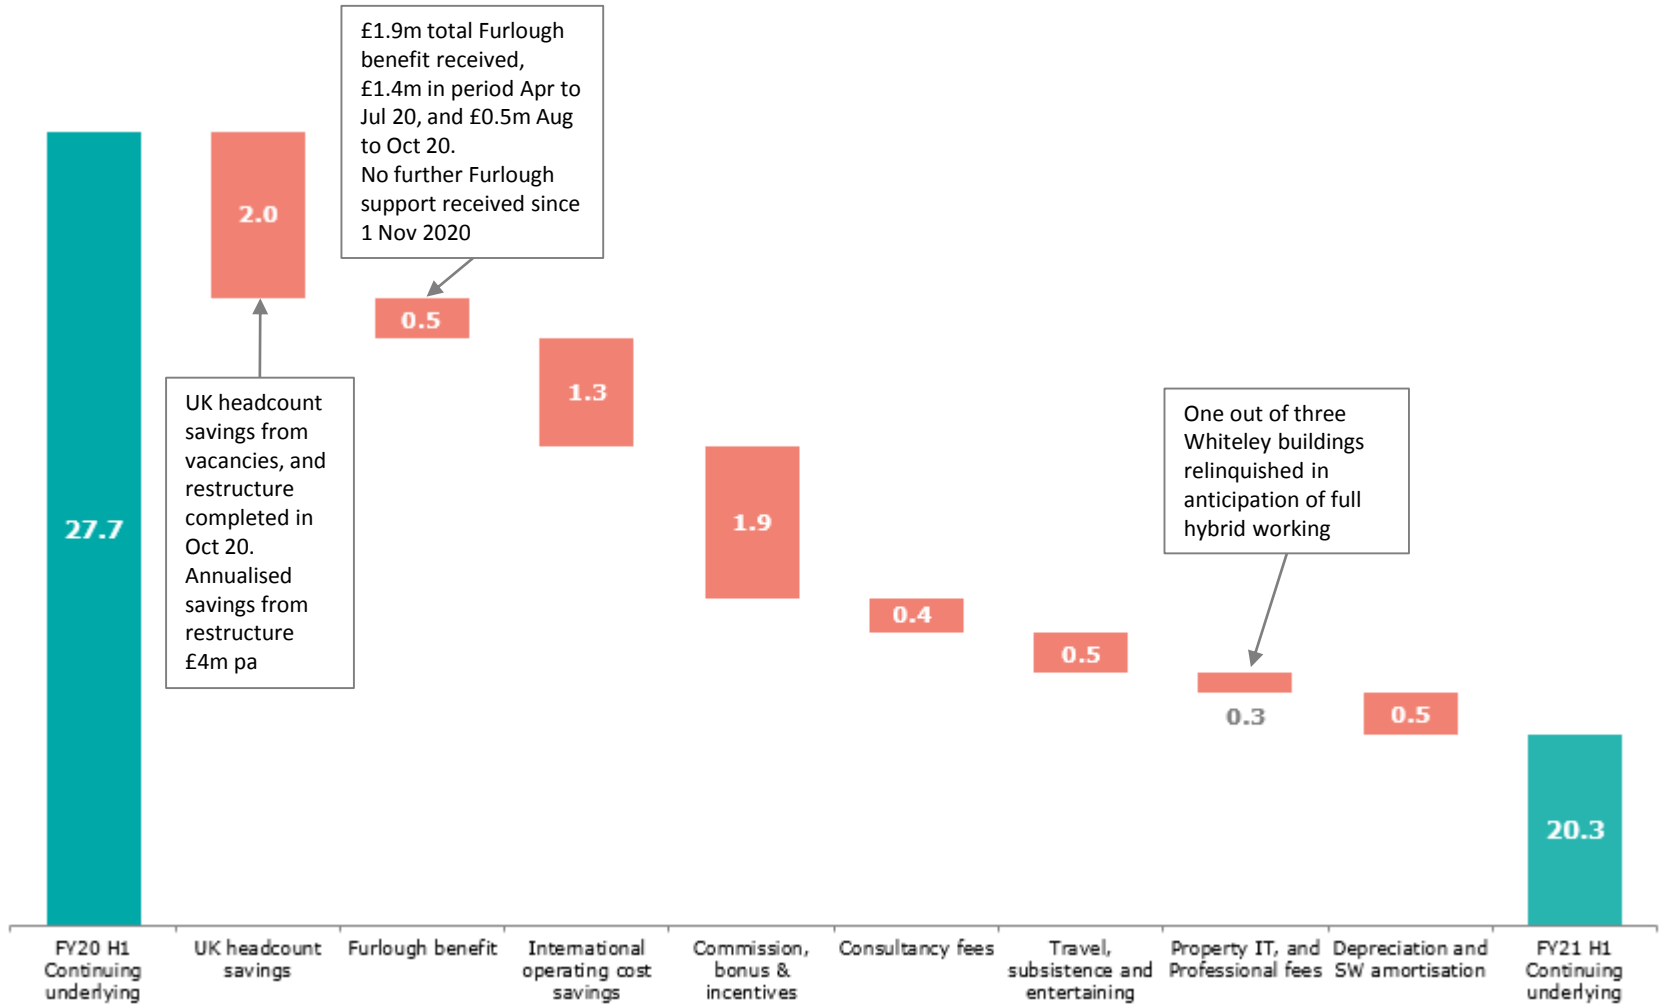 £1.9m total Furlough
benefit received,
£1.4m in period Apr to
Jul 20, and £0.5m Aug
to Oct 20.
No further Furlough
support received since
1 Nov 2020
2.0
0.5
UK headcount
savings from
vacancies, and
restructure
completed in
Oct 20.
Annualised
savings from
restructure
£4m pa
1.3
One out of three
Whiteley buildings
relinquished in
anticipation of full
hybrid working
27.7
1.9
0.4
0.5
0.3
0.5
20.3
FY20 H1
Continuing
underlying
UK headcount
savings
Furlough benefit
International
operating cost
savings
Commission,
bonus &
incentives
Consultancy fees
Travel,
subsistence and
entertaining
Property IT, and
Professional fees
Depreciation and
SW amortisation
FY21 H1
Continuing
underlying